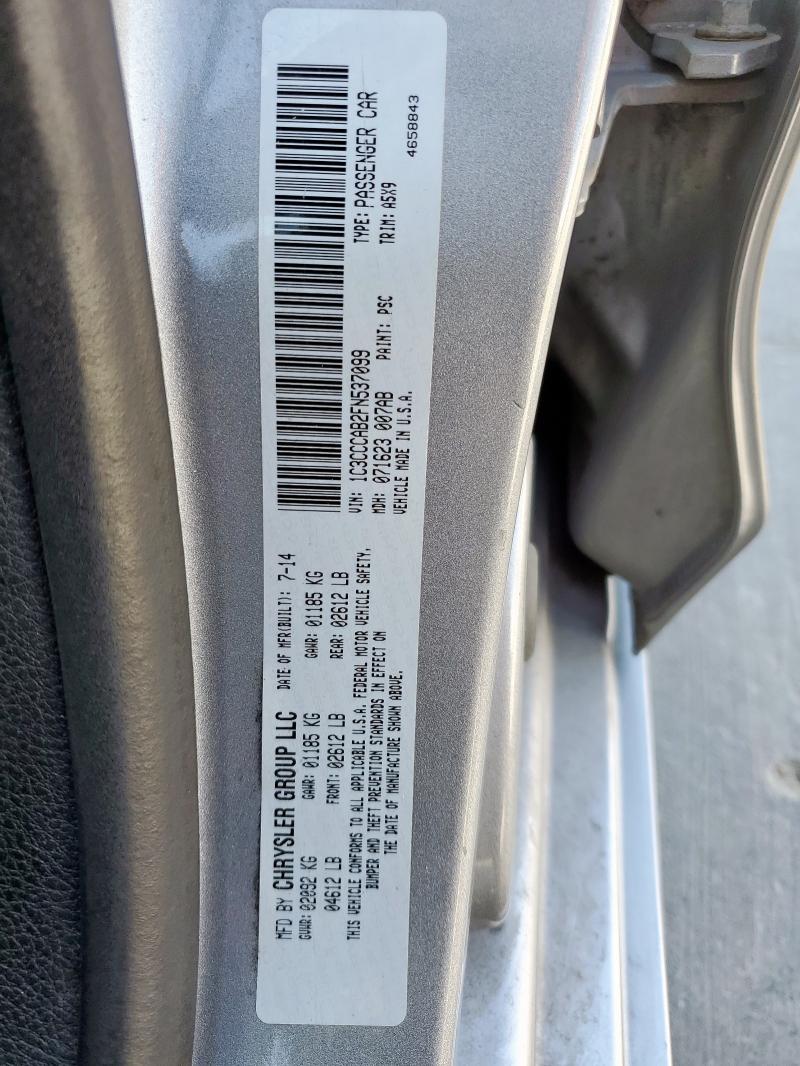 MFD BY CHRYSLER GROUP LLC
DATE OF MFR(BUILT): 7-14
GVWR: 02092 KG
GAWR: 01185 KG
GAWR: 01185 KG
04612 LB
FRONT: 02612 LB
REAR: 02612 LB
THIS VEHICLE CONFORMS TO ALL APPLICABLE U.S.A. FEDERAL MOTOR VEHICLE SAFETY,
BUMPER AND THEFT PREVENTION STANDARDS IN EFFECT ON
THE DATE OF MANUFACTURE SHOWN ABOVE.
VIN: 1C3CCCAB2FN537099
TYPE: PASSENGER CAR
MDH: 071623 007AB
PAINT: PSC
TRIM: A5X9
VEHICLE MADE IN U.S.A.
4658843